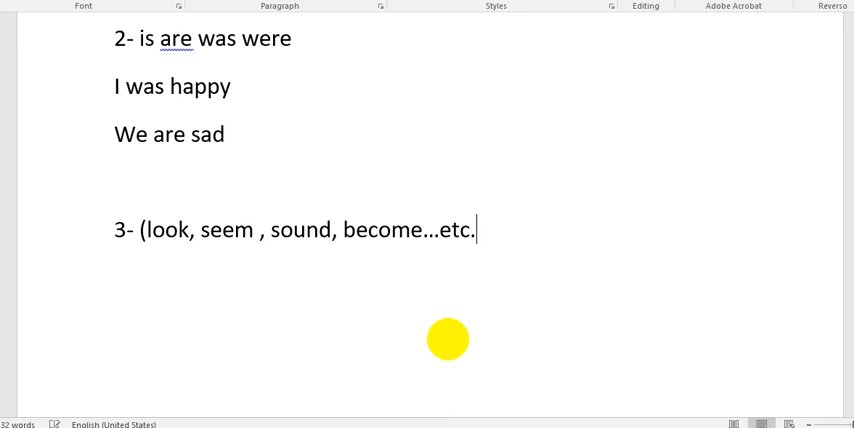 Font Paragraph Styles Editing Adobe Acrobat Reverso
2- is are was were
I was happy
We are sad
3- (look, seem , sound, become...etc.
32 words English (United States)